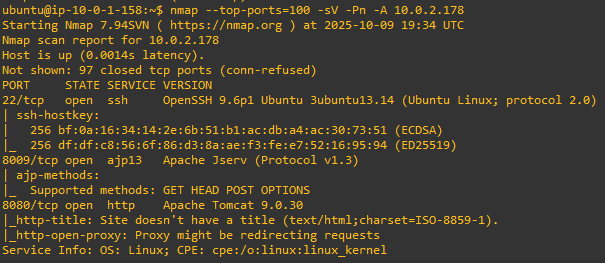 ubuntu@ip-10-0-1-158:~$ nmap --top-ports=100 -sV -Pn -A 10.0.2.178
Starting Nmap 7.94SVN ( https://nmap.org ) at 2025-10-09 19:34 UTC
Nmap scan report for 10.0.2.178
Host is up (0.0014s latency).
Not shown: 97 closed tcp ports (conn-refused)
PORT     STATE SERVICE VERSION
22/tcp   open  ssh     OpenSSH 9.6p1 Ubuntu 3ubuntu13.14 (Ubuntu Linux; protocol 2.0)
| ssh-hostkey:
|   256 bf:0a:16:34:14:2e:6b:51:b1:ac:db:a4:ac:30:73:51 (ECDSA)
|_  256 df:df:c8:56:6f:86:d3:8a:ae:f3:fe:e7:52:16:95:94 (ED25519)
8009/tcp open  ajp13   Apache Jserv (Protocol v1.3)
| ajp-methods:
|_  Supported methods: GET HEAD POST OPTIONS
8080/tcp open  http    Apache Tomcat 9.0.30
|_http-title: Site doesn't have a title (text/html;charset=ISO-8859-1).
|_http-open-proxy: Proxy might be redirecting requests
Service Info: OS: Linux; CPE: cpe:/o:linux:linux_kernel